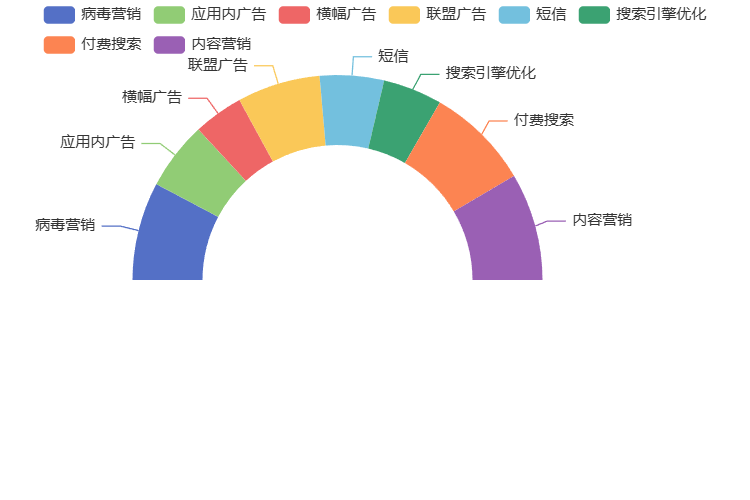 病毒营销 应用内广告 横幅广告 联盟广告 短信 搜索引擎优化
付费搜索 内容营销
短信
联盟广告
搜索引擎优化
横幅广告
付费搜索
应用内广告
内容营销
病毒营销